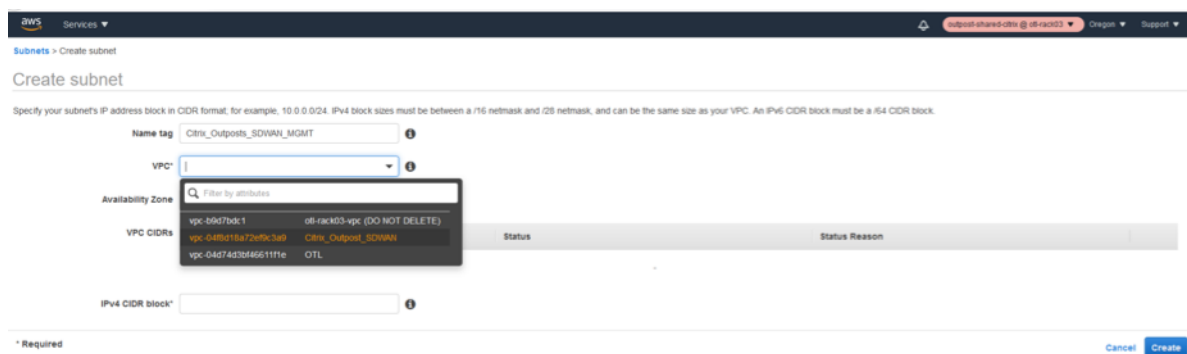 aws Services outpost-shared-citrix @ otl-rack03 Oregon Support
Subnets > Create subnet
Create subnet
Specify your subnet's IP address block in CIDR format; for example, 10.0.0.0/24. IPv4 block sizes must be between a /16 netmask and /28 netmask, and can be the same size as your VPC. An IPv6 CIDR block must be a /64 CIDR block.
Name tag Citrix_Outposts_SDWAN_MGMT
VPC*
Availability Zone Filter by attributes
vpc-b9d7bdc1 otl-rack03-vpc (DO NOT DELETE)
VPC CIDRs vpc-04f8d18a72ef9c3a9 Citrix_Outpost_SDWAN Status Status Reason
vpc-04d74d3bf46611f1e OTL
IPv4 CIDR block*
* Required Cancel Create